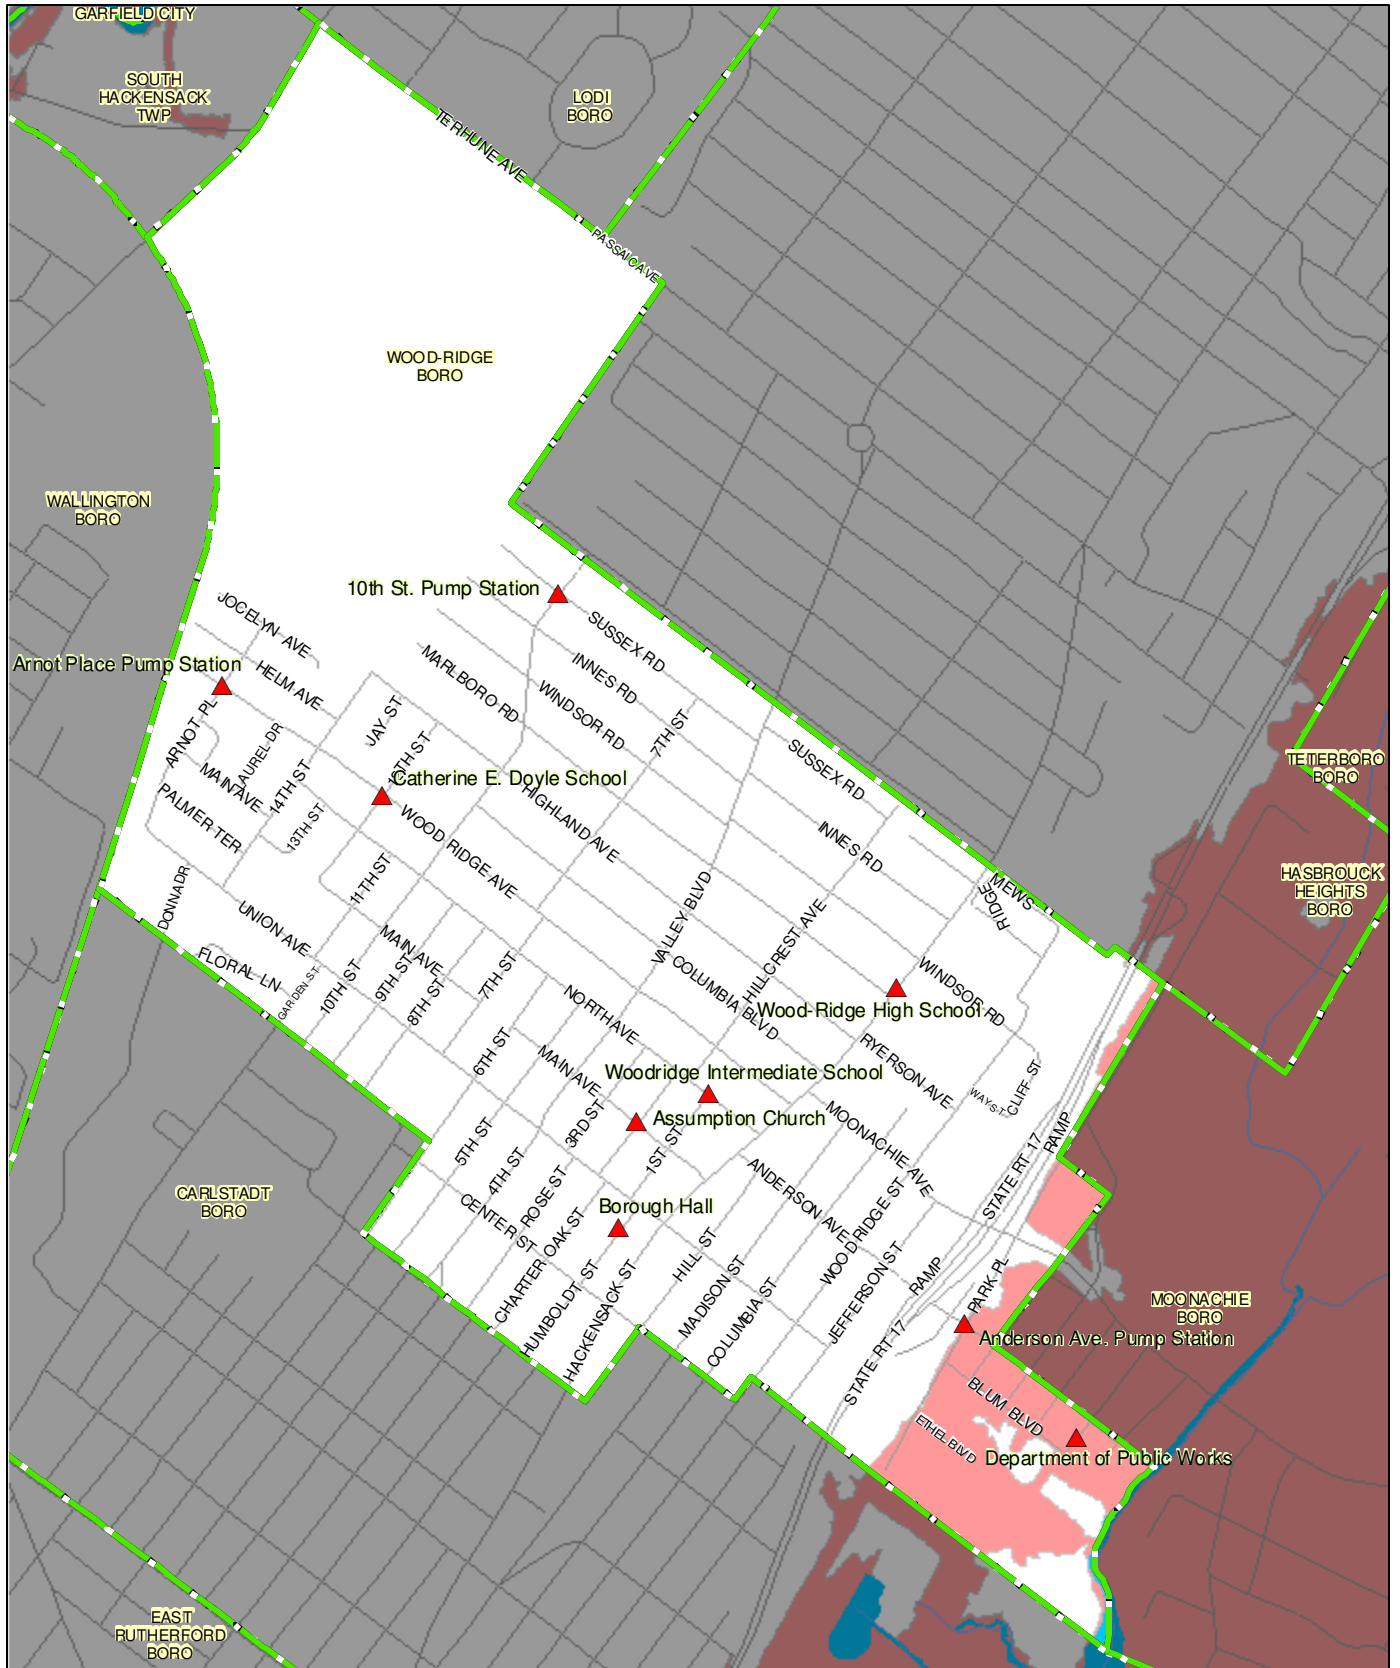 GARFIELD CITY
SOUTH
HACKENSACK
TWP
LODI
BORO
TERHUNE AVE
PASSAIC AVE
WOOD-RIDGE
BORO
WALLINGTON
BORO
10th St. Pump Station
JOCELYN AVE
SUSSEX RD
Arnot Place Pump Station
HELM AVE
MARLBORO RD
INNES RD
WINDSOR RD
ARNOT PL
LAUREL DR
JAY ST
12TH ST
7TH ST
SUSSEX RD
TETERBORO
BORO
MAIN AVE
14TH ST
Catherine E. Doyle School
PALMER TER
13TH ST
WOOD RIDGE AVE
HIGHLAND AVE
INNES RD
HASBROUCK
HEIGHTS
BORO
MEWS
RIDGE
DONNA DR
11TH ST
UNION AVE
MAIN AVE
VALLEY BLVD
HILLCREST AVE
FLORAL LN
GARDEN ST
10TH ST
9TH ST
8TH ST
7TH ST
COLUMBIA BLVD
WINDSOR RD
Wood-Ridge High School
NORTH AVE
6TH ST
MAIN AVE
RYERSON AVE
Woodridge Intermediate School
WAY ST
CLIFF ST
Assumption Church
3RD ST
MOONACHIE AVE
5TH ST
4TH ST
1ST ST
STATE RT 17
RAMP
CARLSTADT
BORO
CENTER ST
ROSE ST
Borough Hall
ANDERSON AVE
WOOD RIDGE ST
CHARTER OAK ST
HUMBOLDT ST
HACKENSACK ST
HILL ST
MADISON ST
COLUMBIA ST
JEFFERSON ST
RAMP
PARK PL
MOONACHIE
BORO
Anderson Ave. Pump Station
STATE RT 17
BLUM BLVD
ETHEL BLVD
Department of Public Works
EAST
RUTHERFORD
BORO